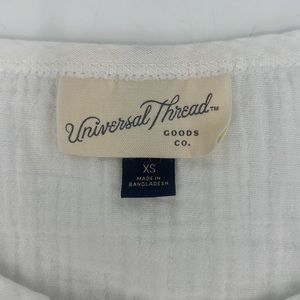 Universal Thread™
GOODS
CO.
XS
MADE IN
BANGLADESH